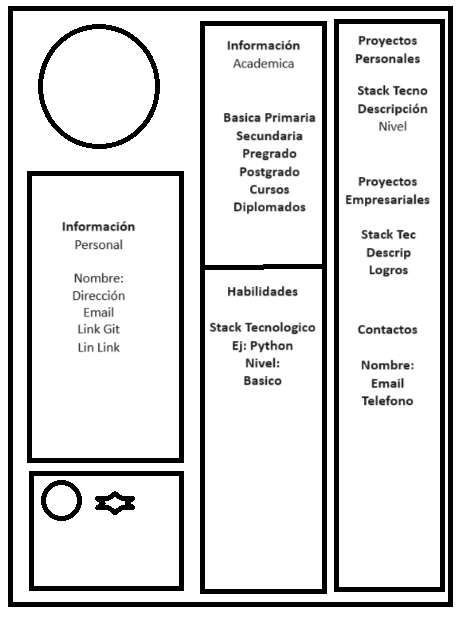 Información
Personal
Nombre:
Dirección
Email
Link Git
Lin Link
Información
Academica
Basica Primaria
Secundaria
Pregrado
Postgrado
Cursos
Diplomados
Habilidades
Stack Tecnologico
Ej: Python
Nivel:
Basico
Proyectos
Personales
Stack Tecno
Descripción
Nivel
Proyectos
Empresariales
Stack Tec
Descrip
Logros
Contactos
Nombre:
Email
Telefono